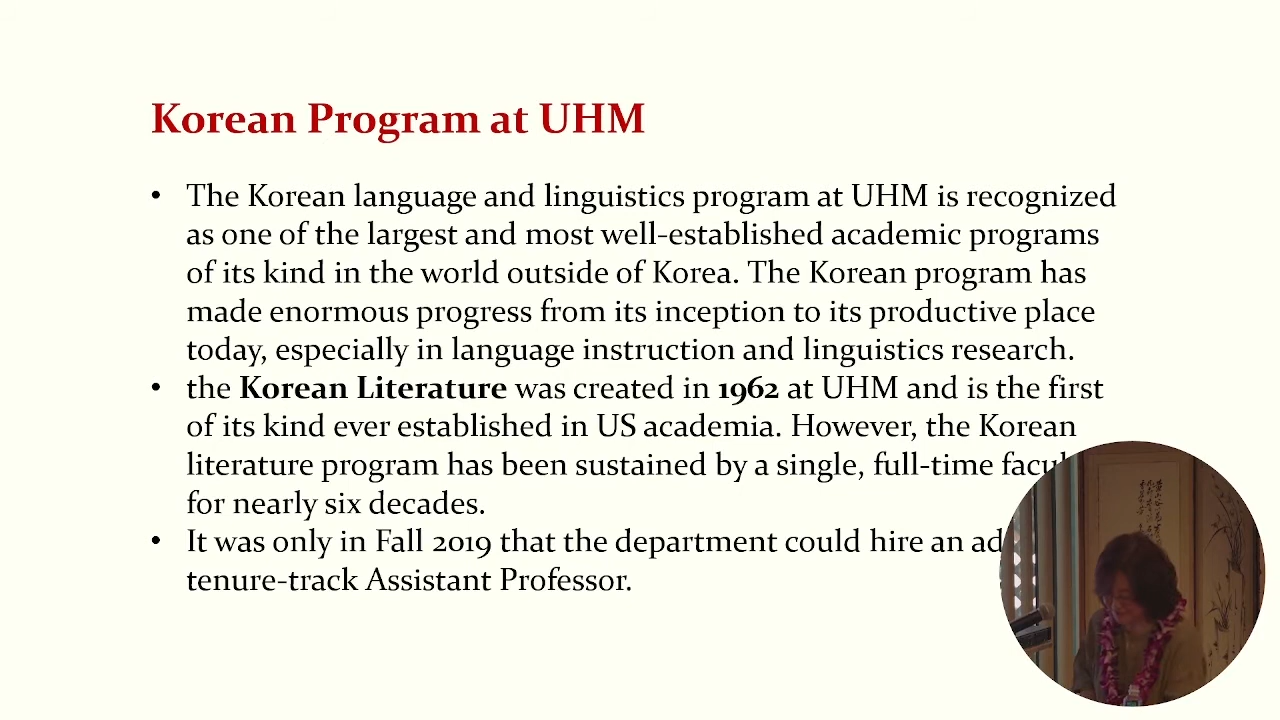 Korean Program at UHM
• The Korean language and linguistics program at UHM is recognized
as one of the largest and most well-established academic programs
of its kind in the world outside of Korea. The Korean program has
made enormous progress from its inception to its productive place
today, especially in language instruction and linguistics research.
• the Korean Literature was created in 1962 at UHM and is the first
of its kind ever established in US academia. However, the Korean
literature program has been sustained by a single, full-time
for nearly six decades.
• It was only in Fall 2019 that the department could hire an
tenure-track Assistant Professor.